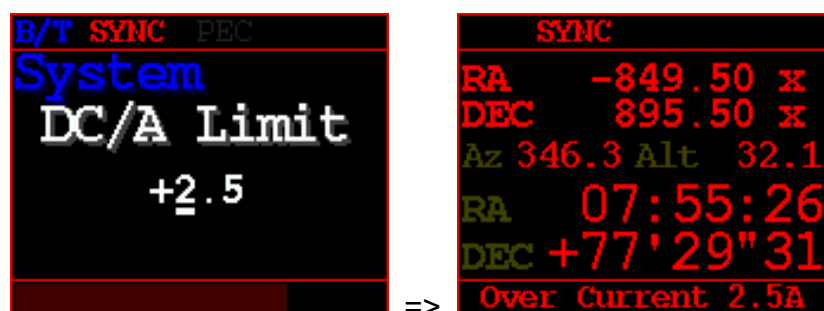 B/T SYNC PEC
System
DC/A Limit
+2.5
=>
SYNC
RA -849.50 x
DEC 895.50 x
Az 346.3 Alt 32.1
RA 07:55:26
DEC +77'29"31
Over Current 2.5A